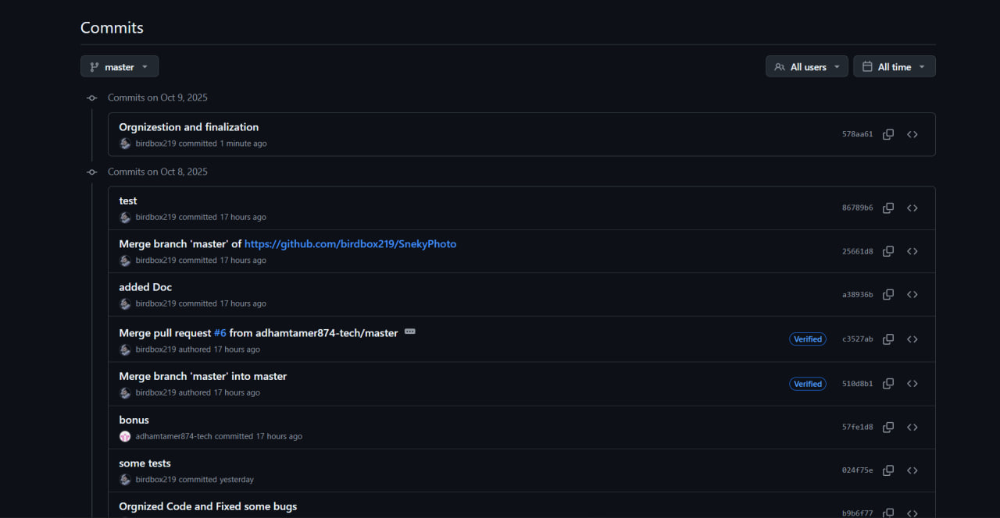 Commits
master
All users
All time
Commits on Oct 9, 2025
Orgnizestion and finalization
birdbox219 committed 1 minute ago
578aa61
Commits on Oct 8, 2025
test
birdbox219 committed 17 hours ago
86789b6
Merge branch 'master' of https://github.com/birdbox219/SnekyPhoto
birdbox219 committed 17 hours ago
25661d8
added Doc
birdbox219 committed 17 hours ago
a38936b
Merge pull request #6 from adhamtamer874-tech/master
birdbox219 authored 17 hours ago
Verified
c3527ab
Merge branch 'master' into master
birdbox219 authored 17 hours ago
Verified
510d8b1
bonus
adhamtamer874-tech committed 17 hours ago
57fe1d8
some tests
birdbox219 committed yesterday
024f75e
Orgnized Code and Fixed some bugs
b9b6f77